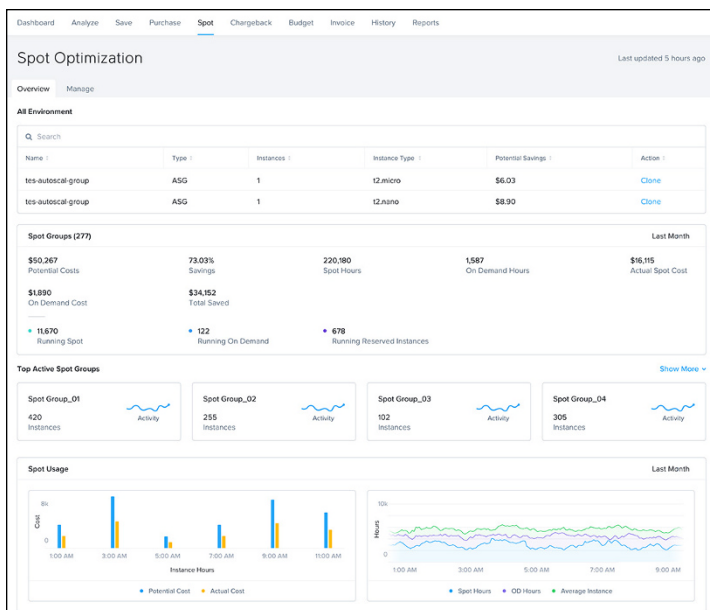 Dashboard Analyze Save Purchase Spot Chargeback Budget Invoice History Reports
Spot Optimization
Last updated 5 hours ago
Overview Manage
All Environment
Search
Name Type Instances Instance Type Potential Savings Action
tes-autoscal-group ASG 1 t2.micro $6.03 Clone
tes-autoscal-group ASG 1 t2.nano $8.90 Clone
Spot Groups (277) Last Month
$50,267 73.03% 220,180 1,587 $16,115
Potential Costs Savings Spot Hours On Demand Hours Actual Spot Cost
$1,890 $34,152
On Demand Cost Total Saved
11,670 122 678
Running Spot Running On Demand Running Reserved Instances
Top Active Spot Groups Show More
Spot Group_01 Spot Group_02 Spot Group_03 Spot Group_04
420 255 102 305
Instances Activity Instances Activity Instances Activity Instances Activity
Spot Usage Last Month
8k
Cost
0
1:00 AM 3:00 AM 5:00 AM 7:00 AM 9:00 AM 11:00 AM
Instance Hours
Potential Cost Actual Cost
10k
Hours
0
1:00 AM 3:00 AM 5:00 AM 7:00 AM 9:00 AM
Spot Hours OD Hours Average Instance